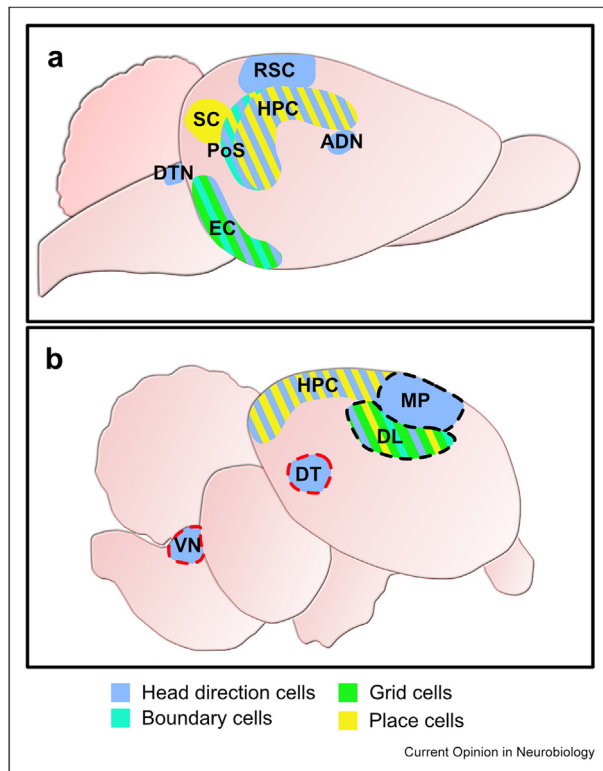 a
RSC
HPC
SC
PoS
ADN
DTN
EC
b
HPC
MP
DL
DT
VN
Head direction cells
Grid cells
Boundary cells
Place cells
Current Opinion in Neurobiology